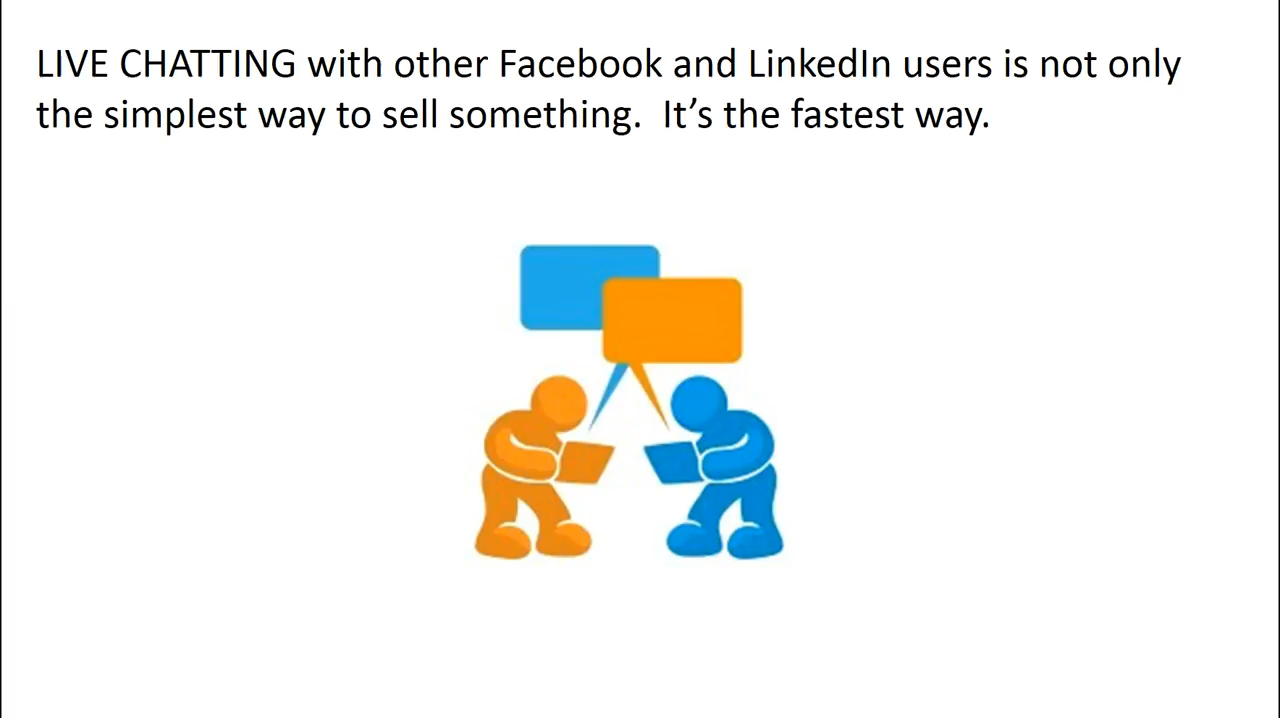 LIVE CHATTING with other Facebook and LinkedIn users is not only
the simplest way to sell something.  It’s the fastest way.